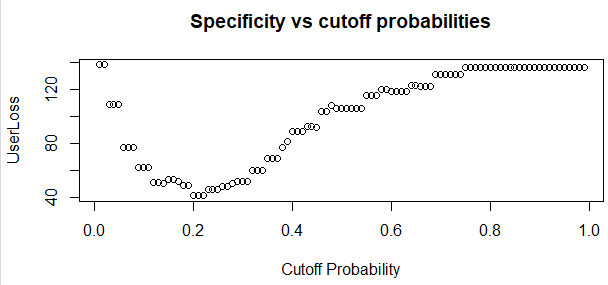 Specificity vs cutoff probabilities
UserLoss
120
80
40
0.0 0.2 0.4 0.6 0.8 1.0
Cutoff Probability